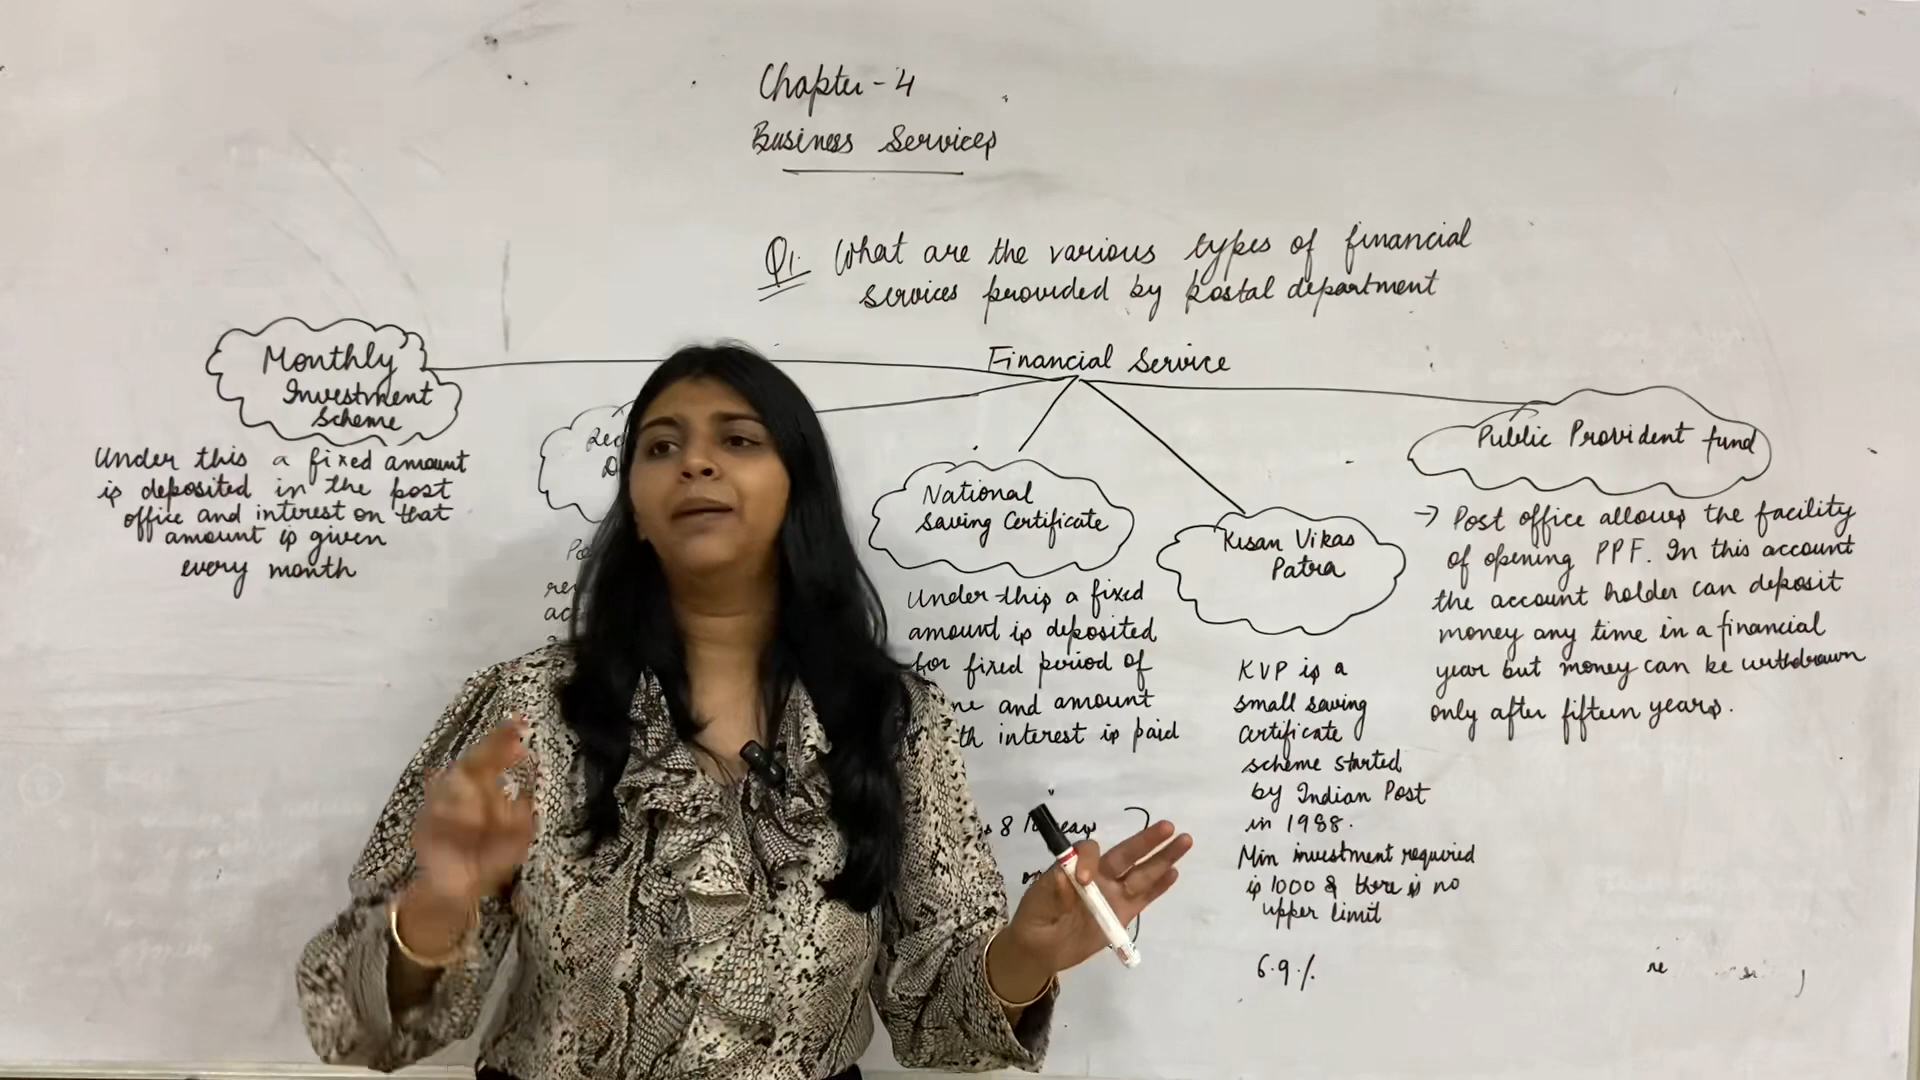 Chapter-4
Business Services
Q1. What are the various types of financial
services provided by postal department
Financial Service
Monthly
Investment
Scheme
Under this a fixed amount
is deposited in the post
office and interest on that
amount is given
every month
National
Saving Certificate
Under this a fixed
amount is deposited
for fixed period of
and amount
interest is paid
8
Kisan Vikas
Patra
KVP is a
small saving
certificate
scheme started
by Indian Post
in 1988.
Min investment required
is 1000 & there is no
upper limit
6.9%
Public Provident fund
→ Post office allows the facility
of opening PPF. In this account
the account holder can deposit
money any time in a financial
year but money can be withdrawn
only after fifteen years.